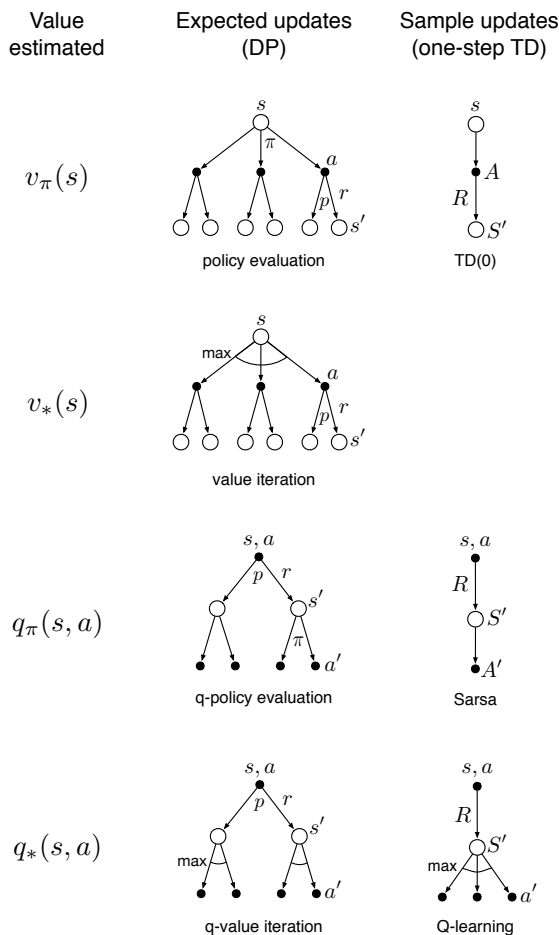 Value
estimated
Expected updates
(DP)
Sample updates
(one-step TD)
vπ(s)
s
π
a
p r
s′
policy evaluation
s
A
R
S′
TD(0)
v*(s)
s
max
a
p r
s′
value iteration
qπ(s, a)
s, a
p r
s′
π
a′
q-policy evaluation
s, a
R
S′
A′
Sarsa
q*(s, a)
s, a
p r
s′
max
a′
q-value iteration
s, a
R
S′
max
a′
Q-learning